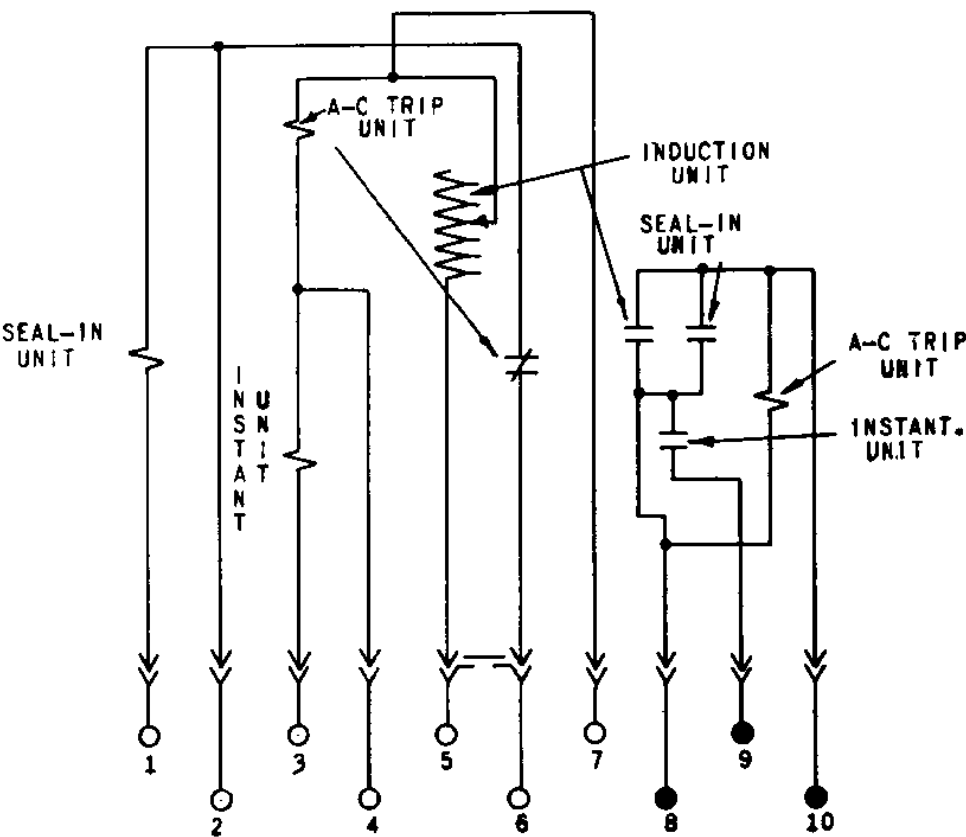 A-C TRIP
UNIT
INDUCTION
UNIT
SEAL-IN
UNIT
SEAL-IN
UNIT
A-C TRIP
UNIT
INSTANT
UNIT
INSTANT.
UNIT
1
3
5
7
9
2
4
6
8
10